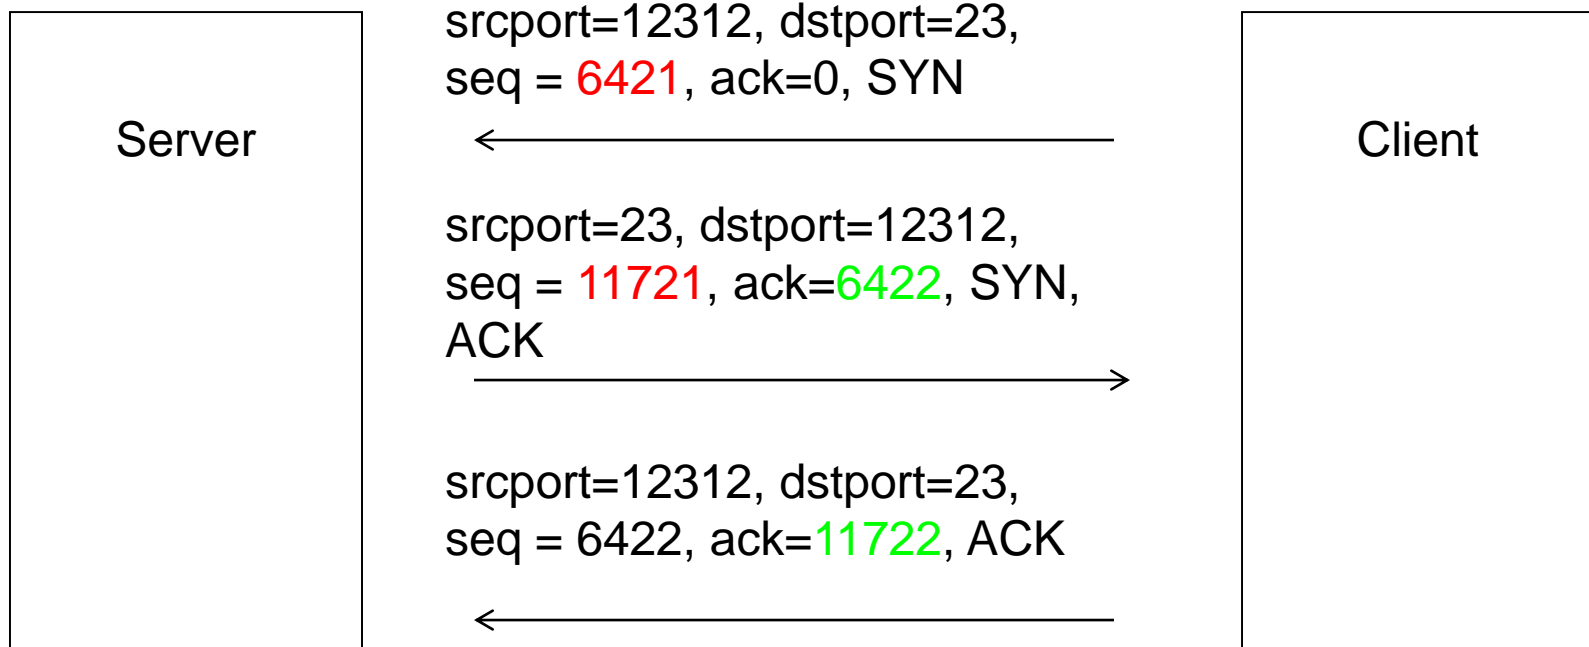 srcport=12312, dstport=23,
seq = 6421, ack=0, SYN
Server
Client
srcport=23, dstport=12312,
seq = 11721, ack=6422, SYN,
ACK
srcport=12312, dstport=23,
seq = 6422, ack=11722, ACK